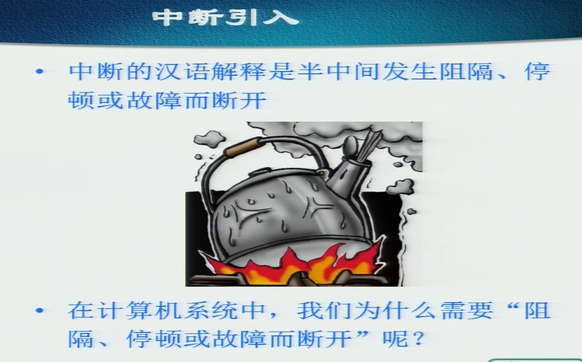 中断引入
• 中断的汉语解释是半中间发生阻隔、停
顿或故障而断开
• 在计算机系统中，我们为什么需要“阻
隔、停顿或故障而断开”呢？